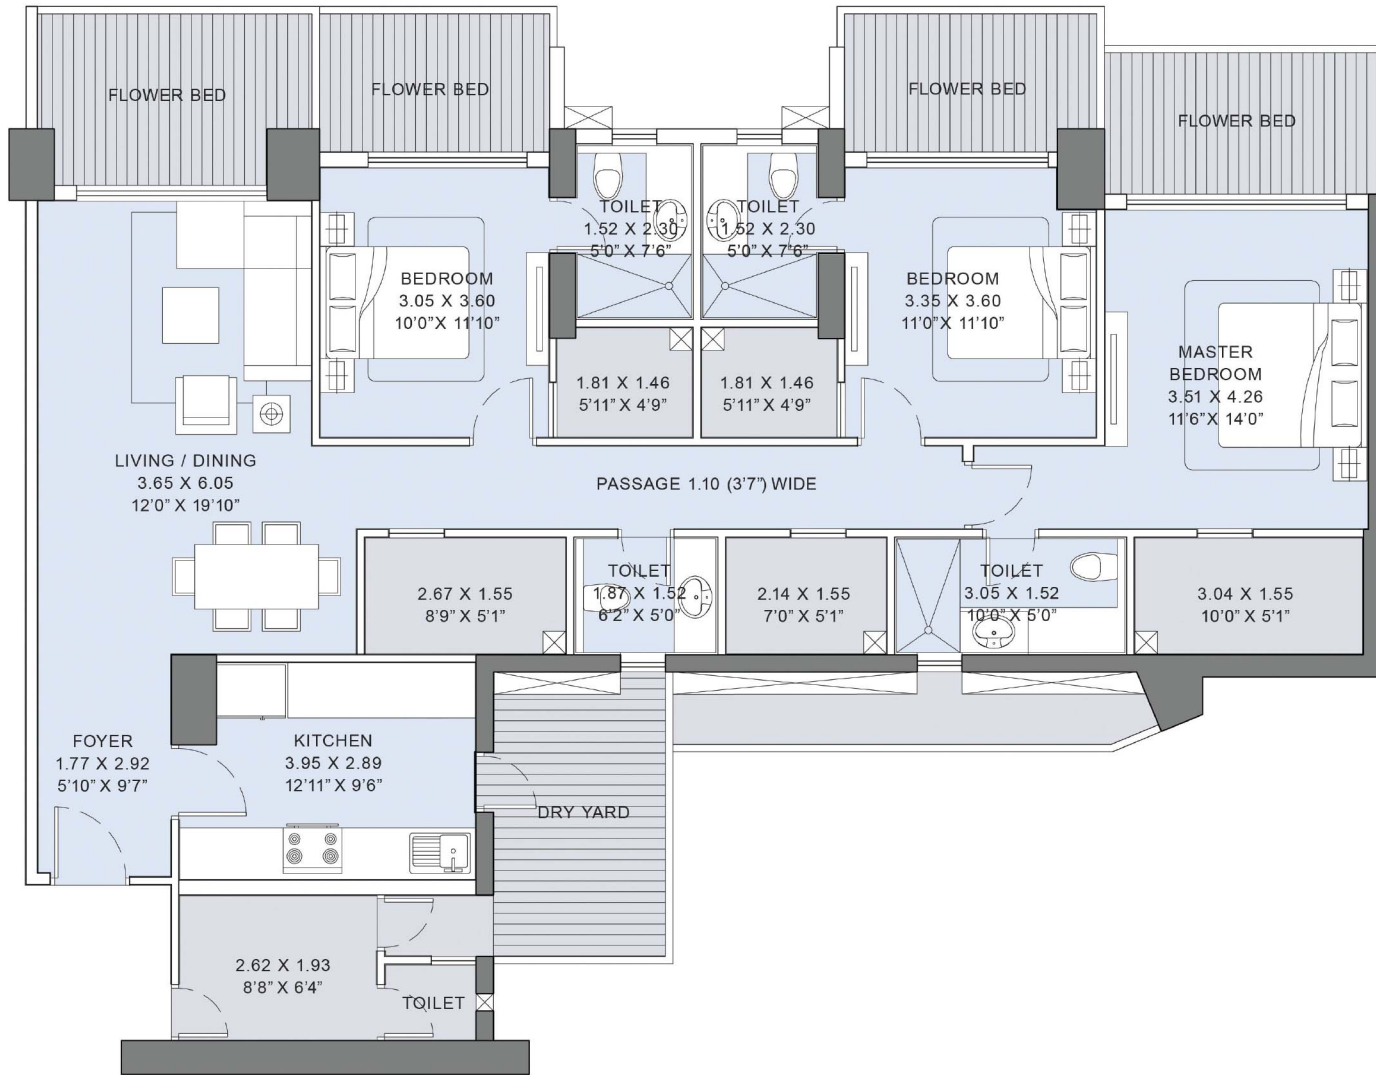 FLOWER BED
FLOWER BED
FLOWER BED
FLOWER BED
TOILET
1.52 X 2.30
5'0” X 7'6”
TOILET
1.52 X 2.30
5'0” X 7'6”
BEDROOM
3.05 X 3.60
10'0” X 11'10”
BEDROOM
3.35 X 3.60
11'0” X 11'10”
MASTER
BEDROOM
3.51 X 4.26
11'6” X 14'0”
1.81 X 1.46
5'11” X 4'9”
1.81 X 1.46
5'11” X 4'9”
LIVING / DINING
3.65 X 6.05
12'0” X 19'10”
PASSAGE 1.10 (3'7”) WIDE
2.67 X 1.55
8'9” X 5'1”
TOILET
1.87 X 1.52
6'2” X 5'0”
2.14 X 1.55
7'0” X 5'1”
TOILET
3.05 X 1.52
10'0” X 5'0”
3.04 X 1.55
10'0” X 5'1”
FOYER
1.77 X 2.92
5'10” X 9'7”
KITCHEN
3.95 X 2.89
12'11” X 9'6”
DRY YARD
2.62 X 1.93
8'8” X 6'4”
TOILET